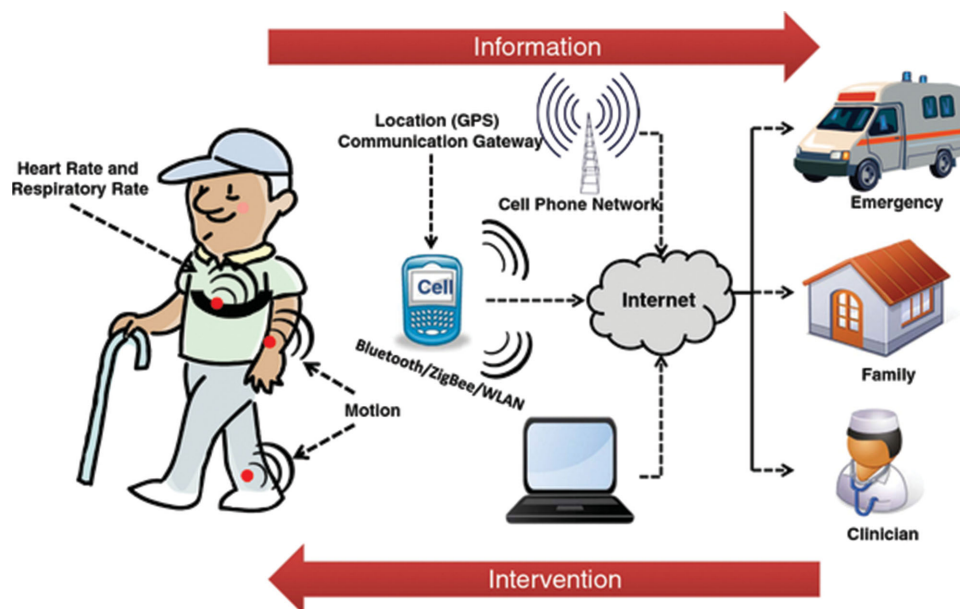 Information
Location (GPS)
Communication Gateway
Heart Rate and
Respiratory Rate
Cell Phone Network
Emergency
Cell
Internet
Bluetooth/ZigBee/WLAN
Family
Motion
Clinician
Intervention